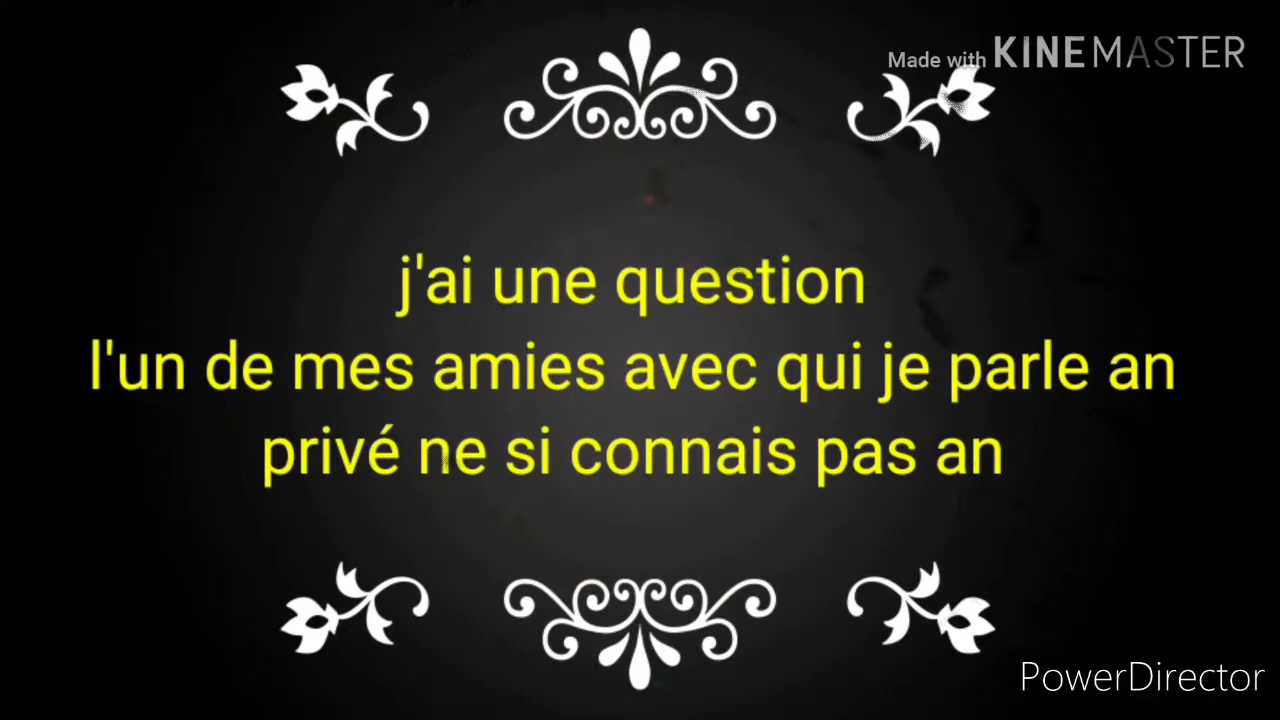 Made with KINEMASTER
j'ai une question
l'un de mes amies avec qui je parle an
privé ne si connais pas an
PowerDirector